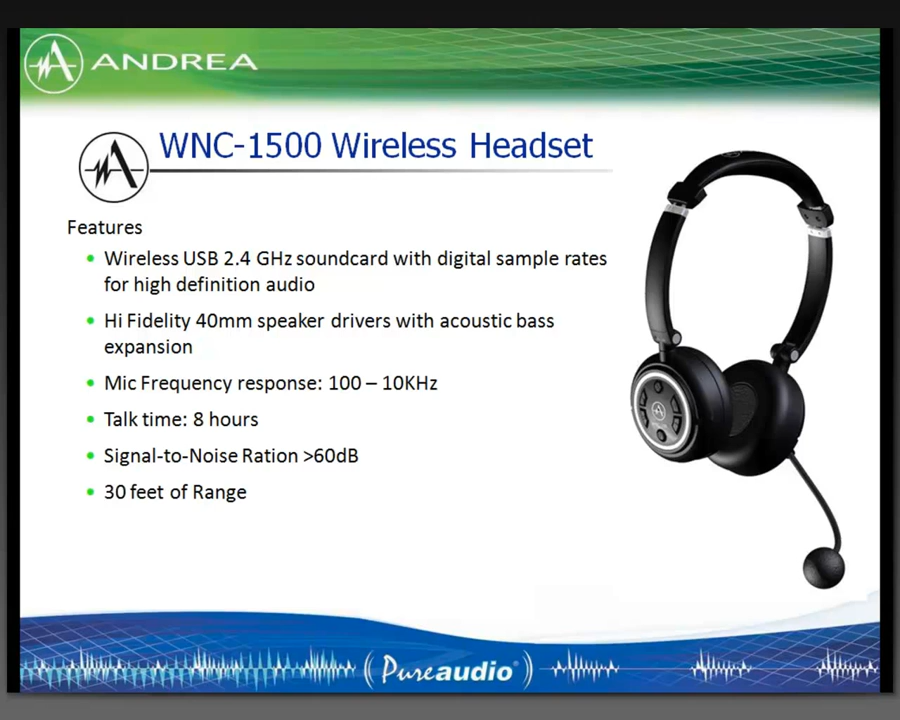 ANDREA
WNC-1500 Wireless Headset
Features
• Wireless USB 2.4 GHz soundcard with digital sample rates
for high definition audio
• Hi Fidelity 40mm speaker drivers with acoustic bass
expansion
• Mic Frequency response: 100 – 10KHz
• Talk time: 8 hours
• Signal-to-Noise Ration >60dB
• 30 feet of Range
(Pureaudio®)